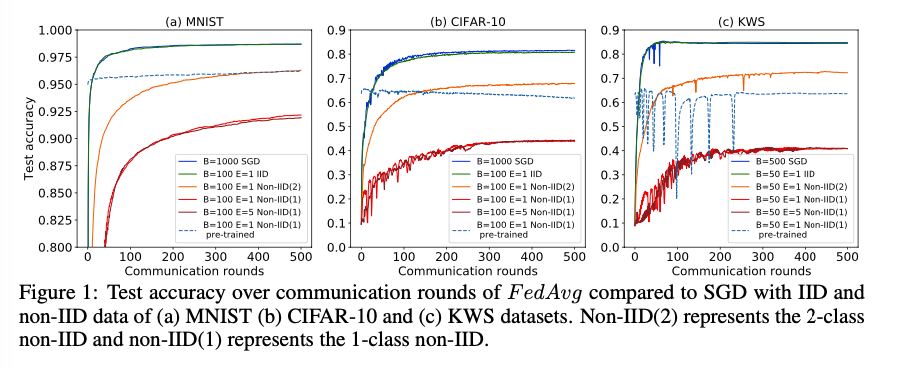 (a) MNIST
1.000
0.975
0.950
0.925
0.900
0.875
0.850
0.825
0.800
Test accuracy
B=1000 SGD
B=100 E=1 IID
B=100 E=1 Non-IID(2)
B=100 E=1 Non-IID(1)
B=100 E=5 Non-IID(1)
B=100 E=1 Non-IID(1)
pre-trained
0 100 200 300 400 500
Communication rounds
(b) CIFAR-10
0.9
0.8
0.7
0.6
0.5
0.4
0.3
0.2
0.1
0.0
B=1000 SGD
B=100 E=1 IID
B=100 E=1 Non-IID(2)
B=100 E=1 Non-IID(1)
B=100 E=5 Non-IID(1)
B=100 E=1 Non-IID(1)
pre-trained
0 100 200 300 400 500
Communication rounds
(c) KWS
0.9
0.8
0.7
0.6
0.5
0.4
0.3
0.2
0.1
0.0
B=500 SGD
B=50 E=1 IID
B=50 E=1 Non-IID(2)
B=50 E=1 Non-IID(1)
B=50 E=5 Non-IID(1)
B=50 E=1 Non-IID(1)
pre-trained
0 100 200 300 400 500
Communication rounds
Figure 1: Test accuracy over communication rounds of FedAvg compared to SGD with IID and
non-IID data of (a) MNIST (b) CIFAR-10 and (c) KWS datasets. Non-IID(2) represents the 2-class
non-IID and non-IID(1) represents the 1-class non-IID.